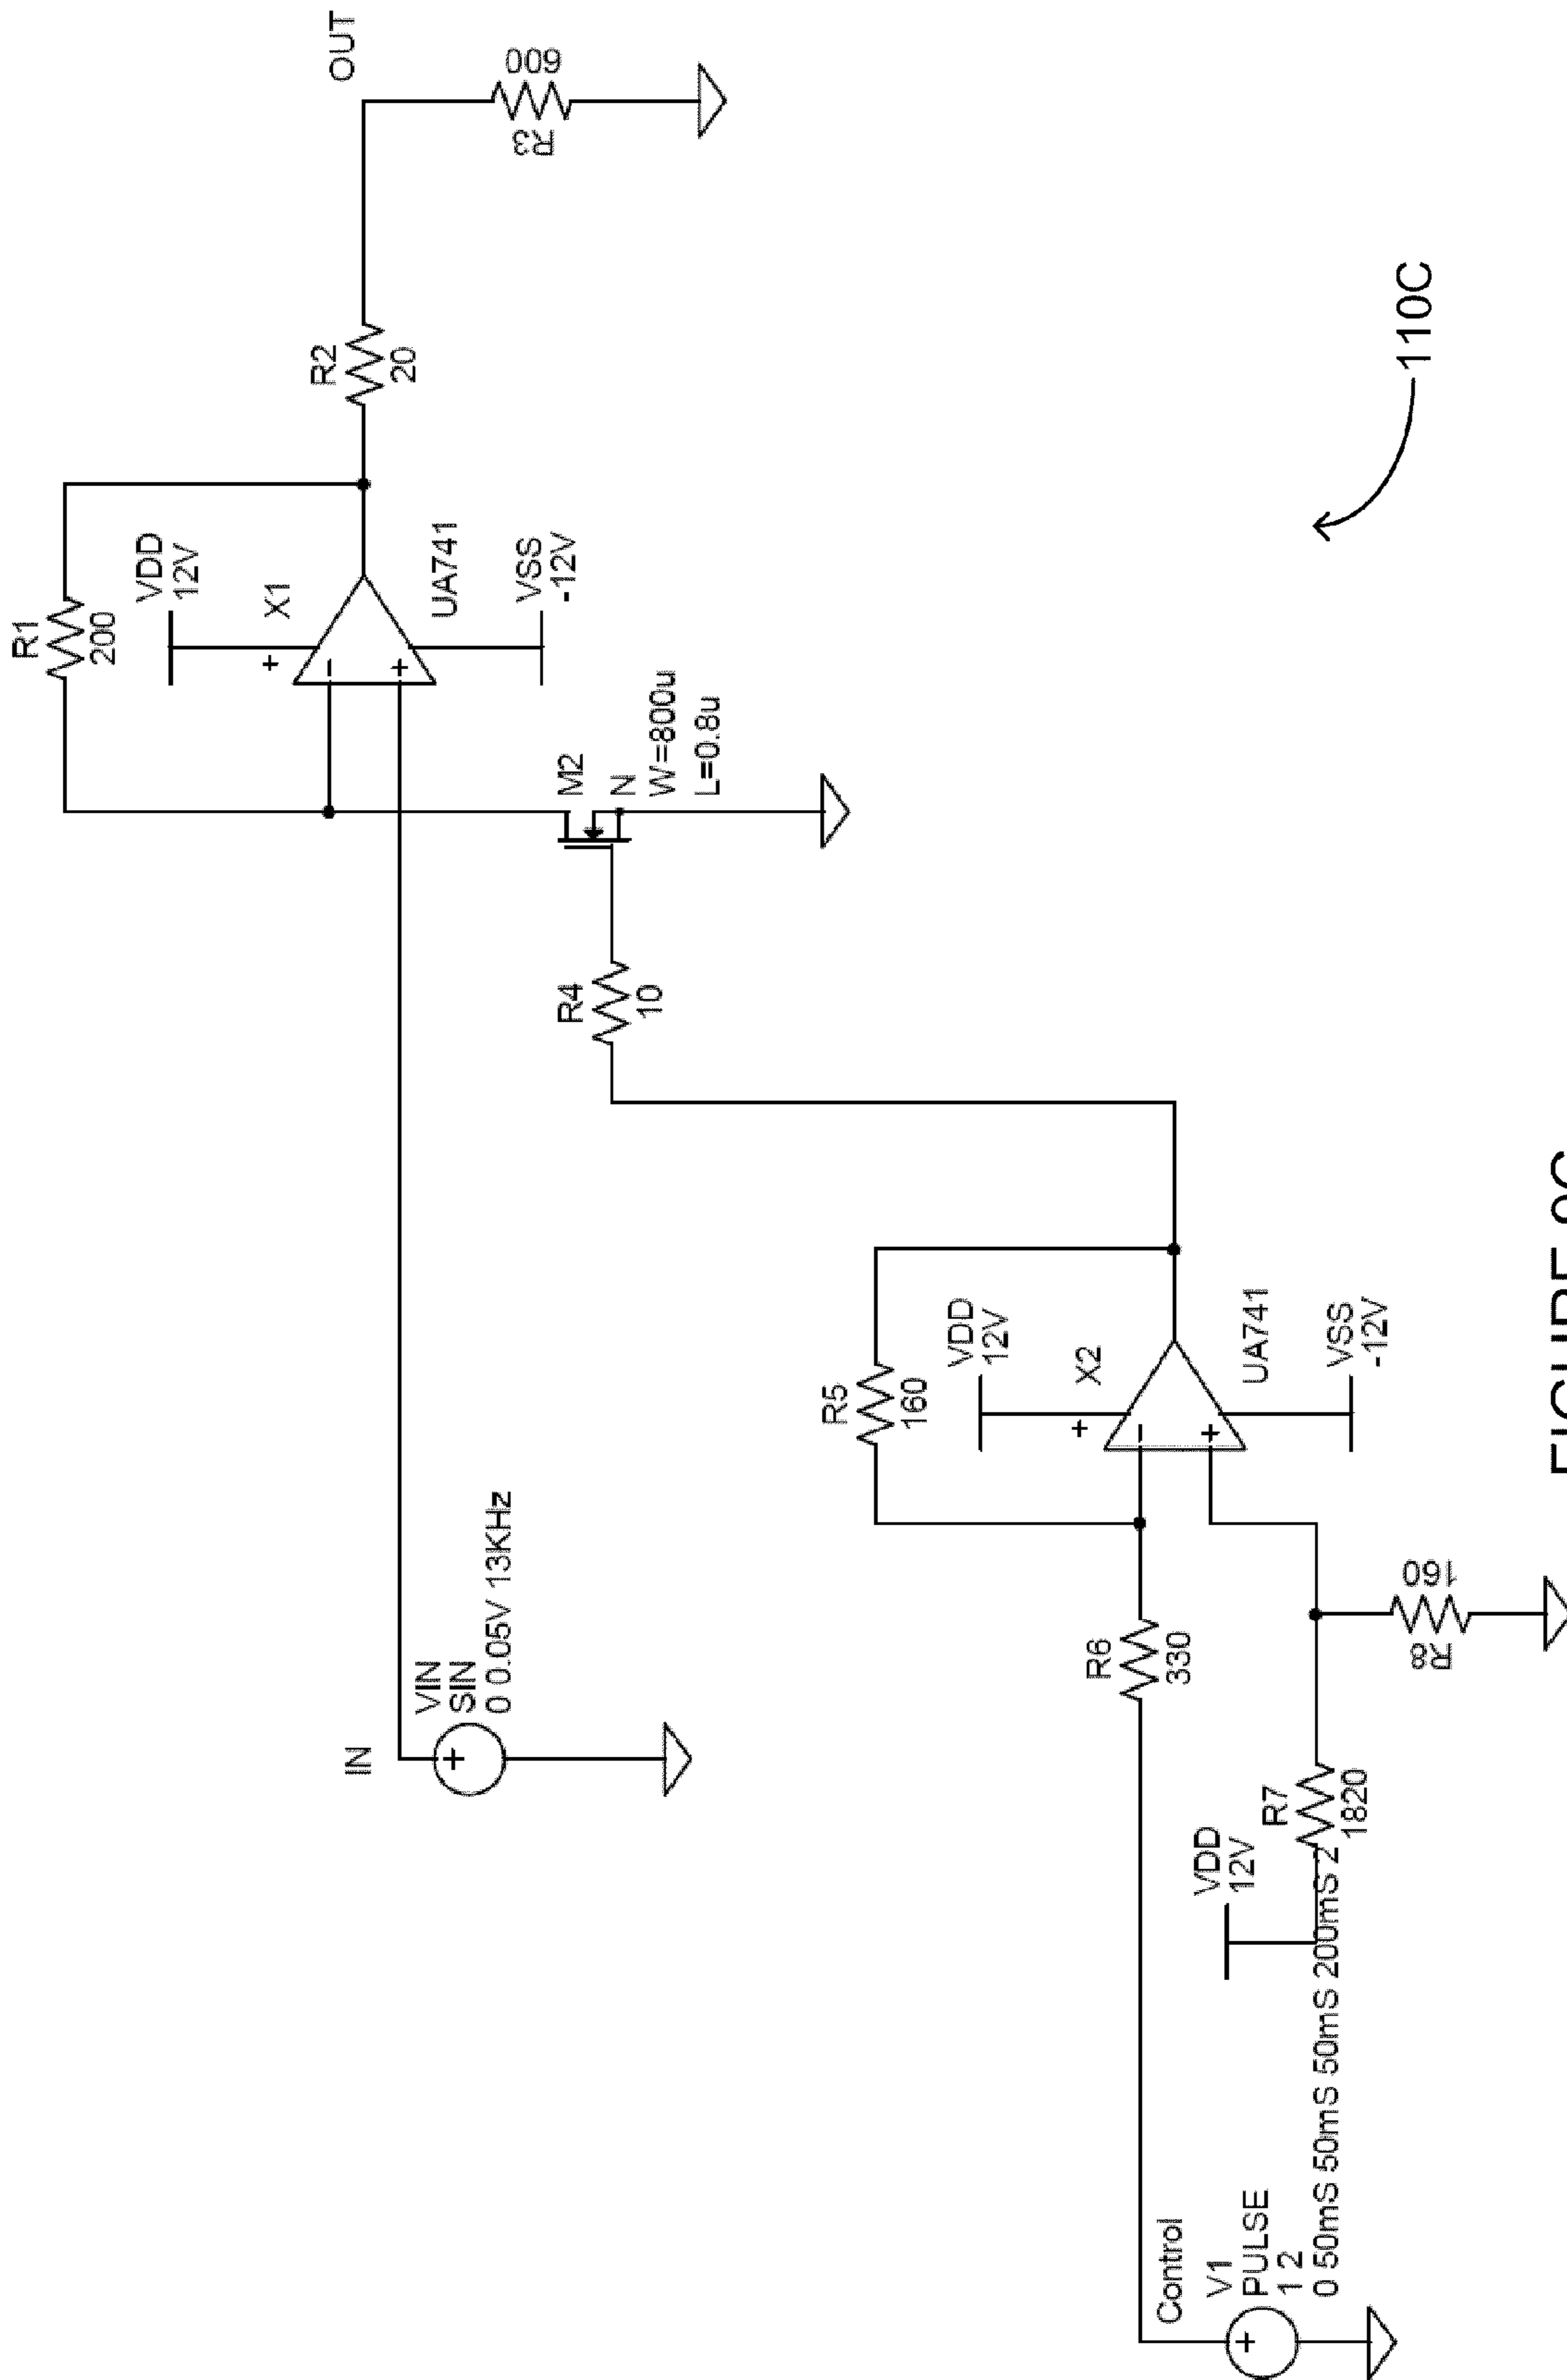 OUT
R3
600
R2
20
R1
200
VDD
12V
X1
UA741
VSS
-12V
M2
N
W=800u
L=0.8u
R4
10
IN
VIN
SIN
0 0.05V 13KHz
+
110C
R5
160
VDD
12V
X2
UA741
VSS
-12V
R6
330
R8
160
VDD
12V
R7
1820
Control
V1
PULSE
1 2
0 50mS 50mS 50mS 200mS 2
+